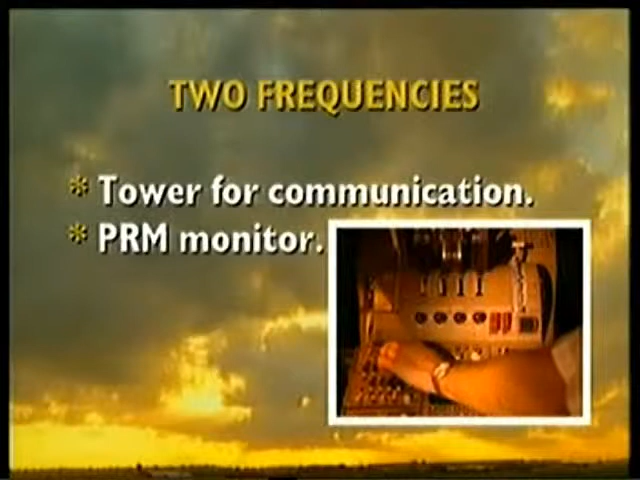 TWO FREQUENCIES
* Tower for communication.
* PRM monitor.